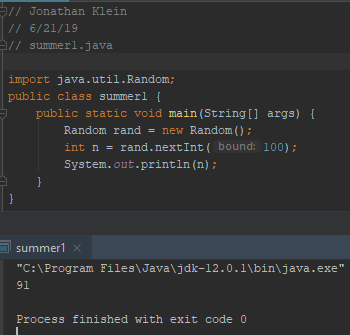 // Jonathan Klein
// 6/21/19
// summer1.java
import java.util.Random;
public class summer1 {
public static void main(String[] args) {
Random rand = new Random();
int n = rand.nextInt( bound: 100);
System.out.println(n);
}
}
summer1 ×
"C:\Program Files\Java\jdk-12.0.1\bin\java.exe"
91
Process finished with exit code 0